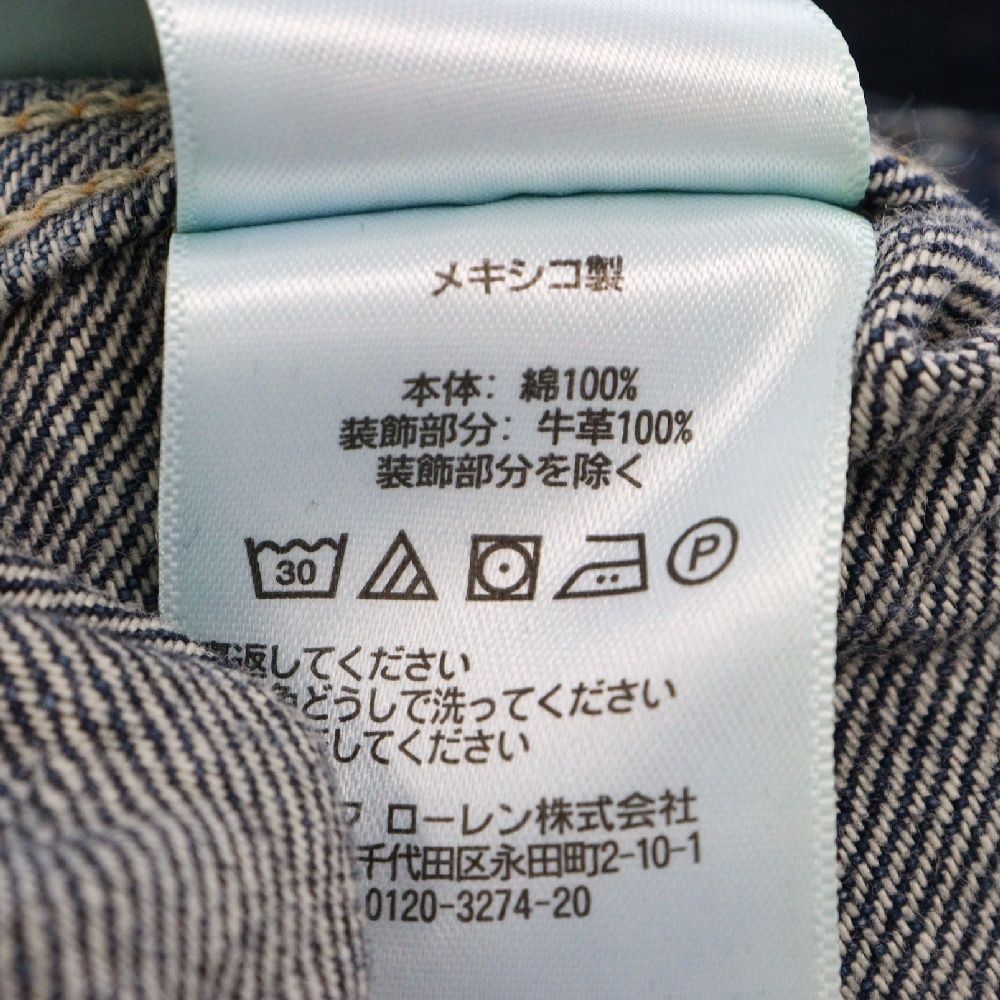 メキシコ製
本体: 綿100%
装飾部分: 牛革100%
装飾部分を除く
30 P
裏返してください
どうしで洗ってください
してください
ローレン株式会社
千代田区永田町2-10-1
0120-3274-20